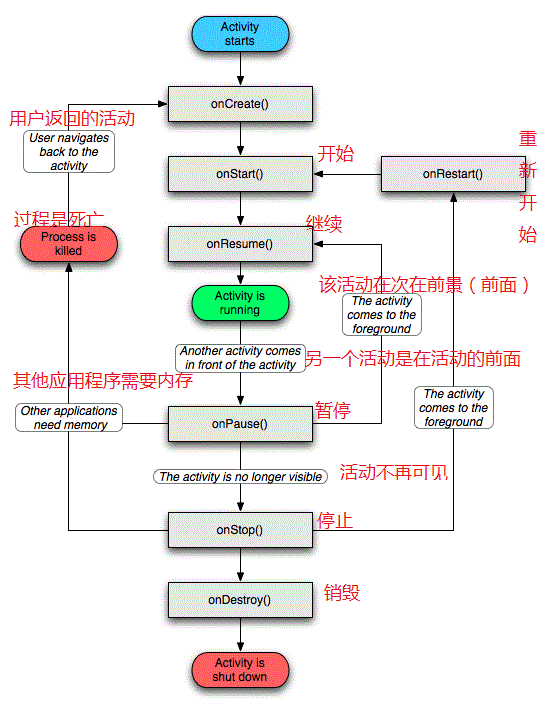 Activity
starts
onCreate()
用户返回的活动
User navigates
back to the
activity
开始
onStart()
onRestart()
重
新
开
始
过程是死亡
Process is
killed
继续
onResume()
该活动在次在前景（前面）
Activity is
running
The activity
comes to the
foreground
Another activity comes
in front of the activity
另一个活动是在活动的前面
其他应用程序需要内存
Other applications
need memory
The activity
comes to the
foreground
onPause()
暂停
The activity is no longer visible
活动不再可见
onStop()
停止
onDestroy()
销毁
Activity is
shut down